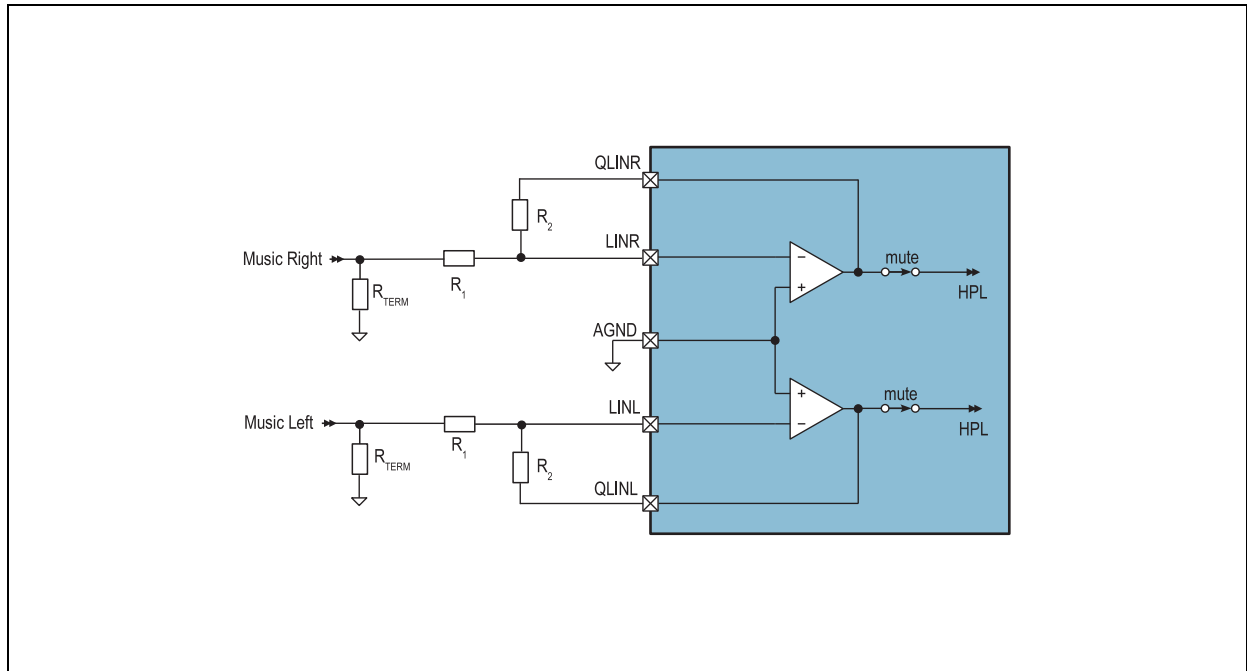 QLINR
R2
LINR
mute
Music Right
R1
HPL
RTERM
AGND
LINL
mute
Music Left
R1
HPL
RTERM
R2
QLINL